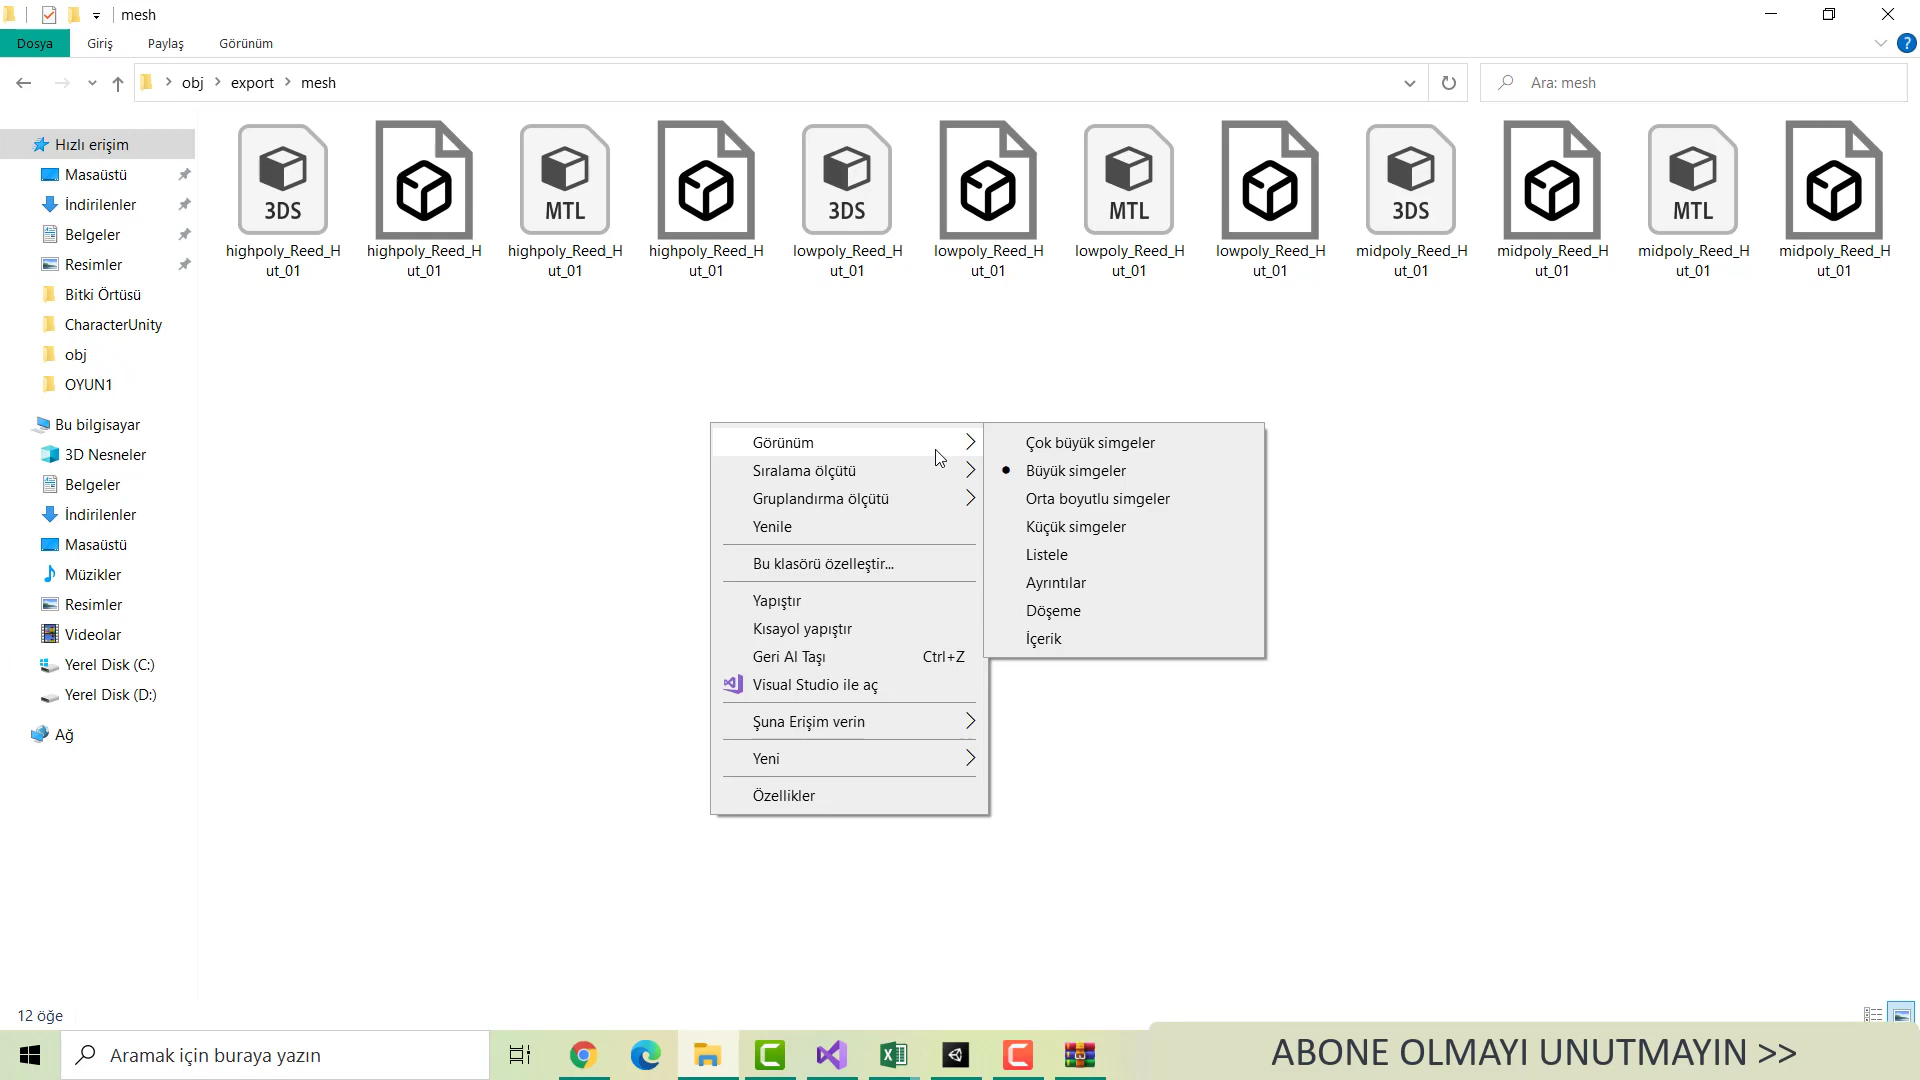 mesh
Dosya
Giriş
Paylaş
Görünüm
?
obj
export
mesh
Ara: mesh
Hızlı erişim
Masaüstü
İndirilenler
Belgeler
Resimler
Bitki Örtüsü
CharacterUnity
obj
OYUN1
Bu bilgisayar
3D Nesneler
Belgeler
İndirilenler
Masaüstü
Müzikler
Resimler
Videolar
Yerel Disk (C:)
Yerel Disk (D:)
Ağ
3DS
highpoly_Reed_H
ut_01
highpoly_Reed_H
ut_01
MTL
highpoly_Reed_H
ut_01
highpoly_Reed_H
ut_01
3DS
lowpoly_Reed_H
ut_01
lowpoly_Reed_H
ut_01
MTL
lowpoly_Reed_H
ut_01
lowpoly_Reed_H
ut_01
3DS
midpoly_Reed_H
ut_01
midpoly_Reed_H
ut_01
MTL
midpoly_Reed_H
ut_01
midpoly_Reed_H
ut_01
Görünüm
Sıralama ölçütü
Gruplandırma ölçütü
Yenile
Bu klasörü özelleştir...
Yapıştır
Kısayol yapıştır
Geri Al Taşı Ctrl+Z
Visual Studio ile aç
Şuna Erişim verin
Yeni
Özellikler
Çok büyük simgeler
Büyük simgeler
Orta boyutlu simgeler
Küçük simgeler
Listele
Ayrıntılar
Döşeme
İçerik
12 öğe
Aramak için buraya yazın
ABONE OLMAYI UNUTMAYIN >>